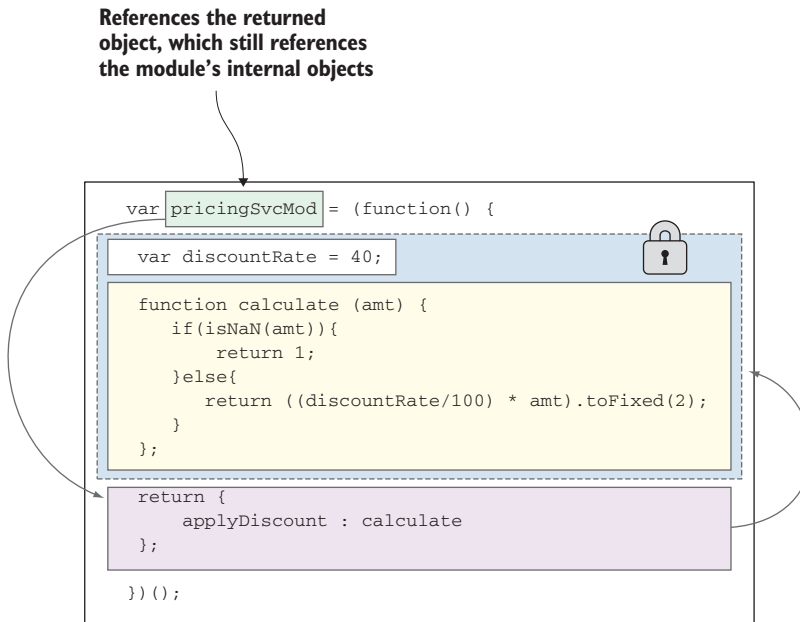 References the returned
object, which still references
the module's internal objects
var pricingSvcMod = (function() {
var discountRate = 40;
function calculate (amt) {
if(isNaN(amt)){
return 1;
}else{
return ((discountRate/100) * amt).toFixed(2);
}
};
return {
applyDiscount : calculate
};
})();